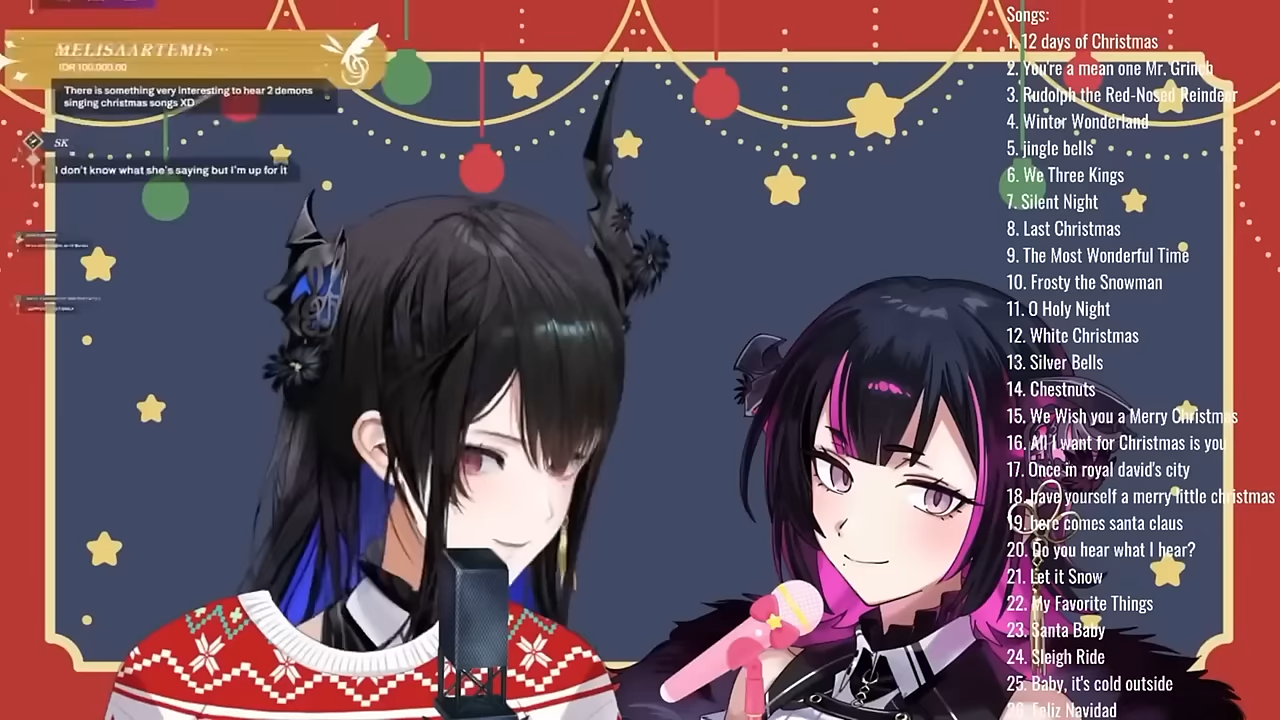 MELISAARTEMIS
IDR 100,000.00
There is something very interesting to hear 2 demons
singing christmas songs XD
SK
I don't know what she's saying but I'm up for it
Songs:
1. 12 days of Christmas
2. You're a mean one Mr. Grinch
3. Rudolph the Red-Nosed Reindeer
4. Winter Wonderland
5. jingle bells
6. We Three Kings
7. Silent Night
8. Last Christmas
9. The Most Wonderful Time
10. Frosty the Snowman
11. O Holy Night
12. White Christmas
13. Silver Bells
14. Chestnuts
15. We Wish you a Merry Christmas
16. All I want for Christmas is you
17. Once in royal david's city
18. have yourself a merry little christmas
19. here comes santa claus
20. Do you hear what I hear?
21. Let it Snow
22. My Favorite Things
23. Santa Baby
24. Sleigh Ride
25. Baby, it's cold outside
26. Feliz Navidad